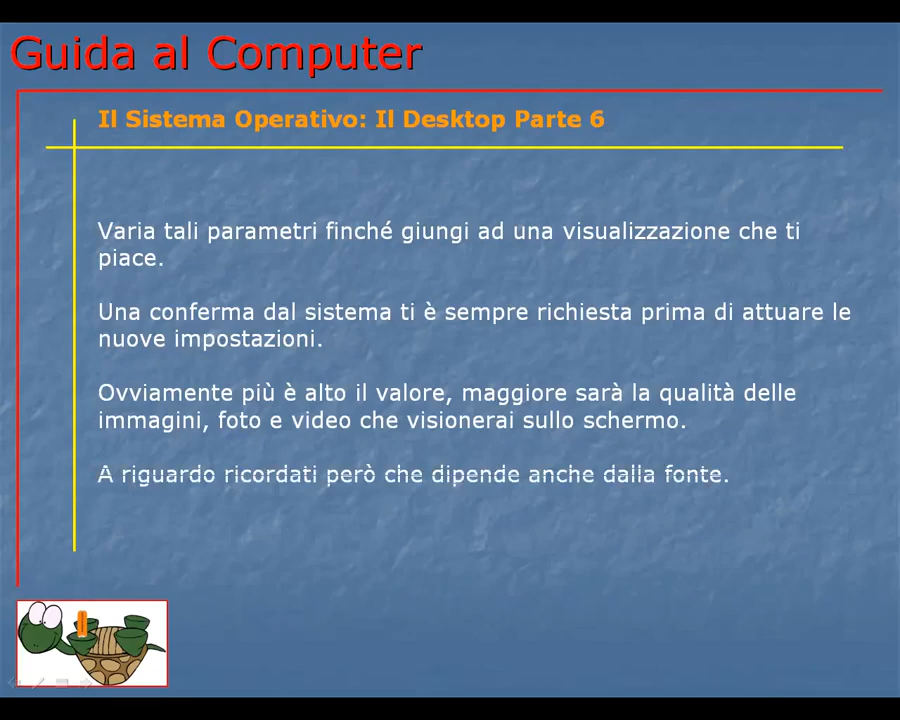 Guida al Computer
Il Sistema Operativo: Il Desktop Parte 6
Varia tali parametri finché giungi ad una visualizzazione che ti
piace.
Una conferma dal sistema ti è sempre richiesta prima di attuare le
nuove impostazioni.
Ovviamente più è alto il valore, maggiore sarà la qualità delle
immagini, foto e video che visionerai sullo schermo.
A riguardo ricordati però che dipende anche dalla fonte.